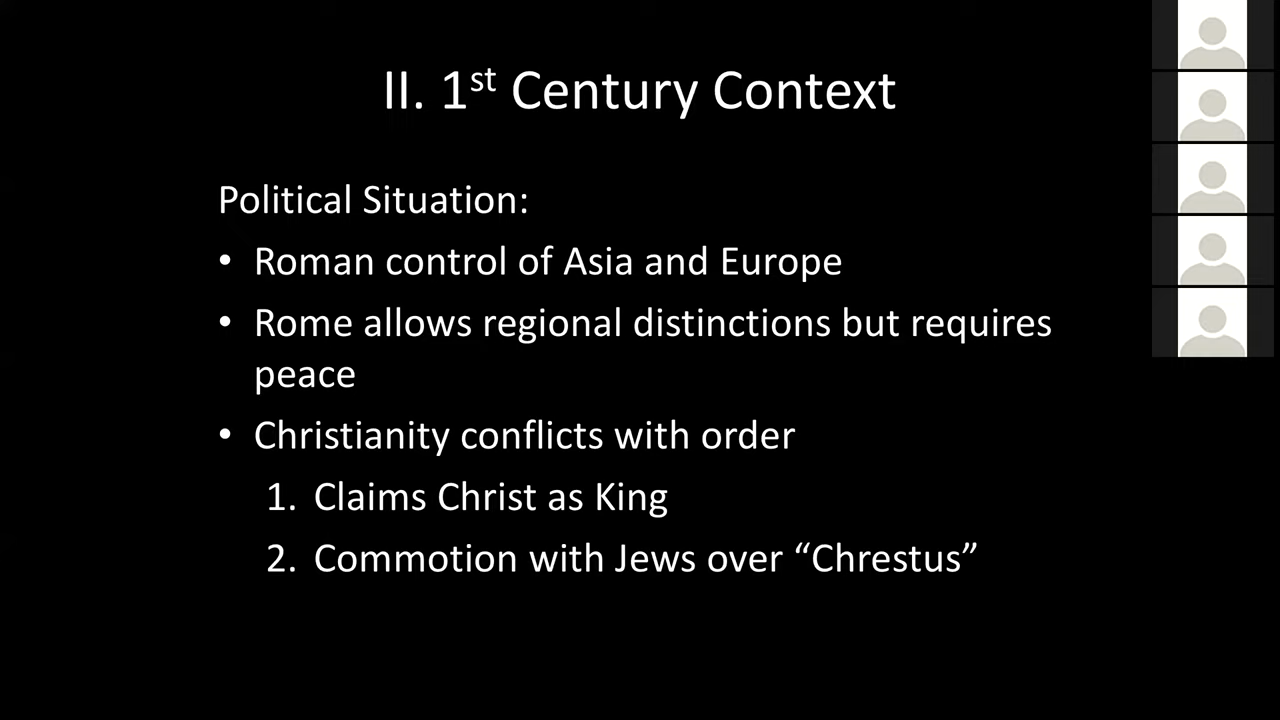 II. 1st Century Context
Political Situation:
• Roman control of Asia and Europe
• Rome allows regional distinctions but requires
peace
• Christianity conflicts with order
1. Claims Christ as King
2. Commotion with Jews over “Chrestus”